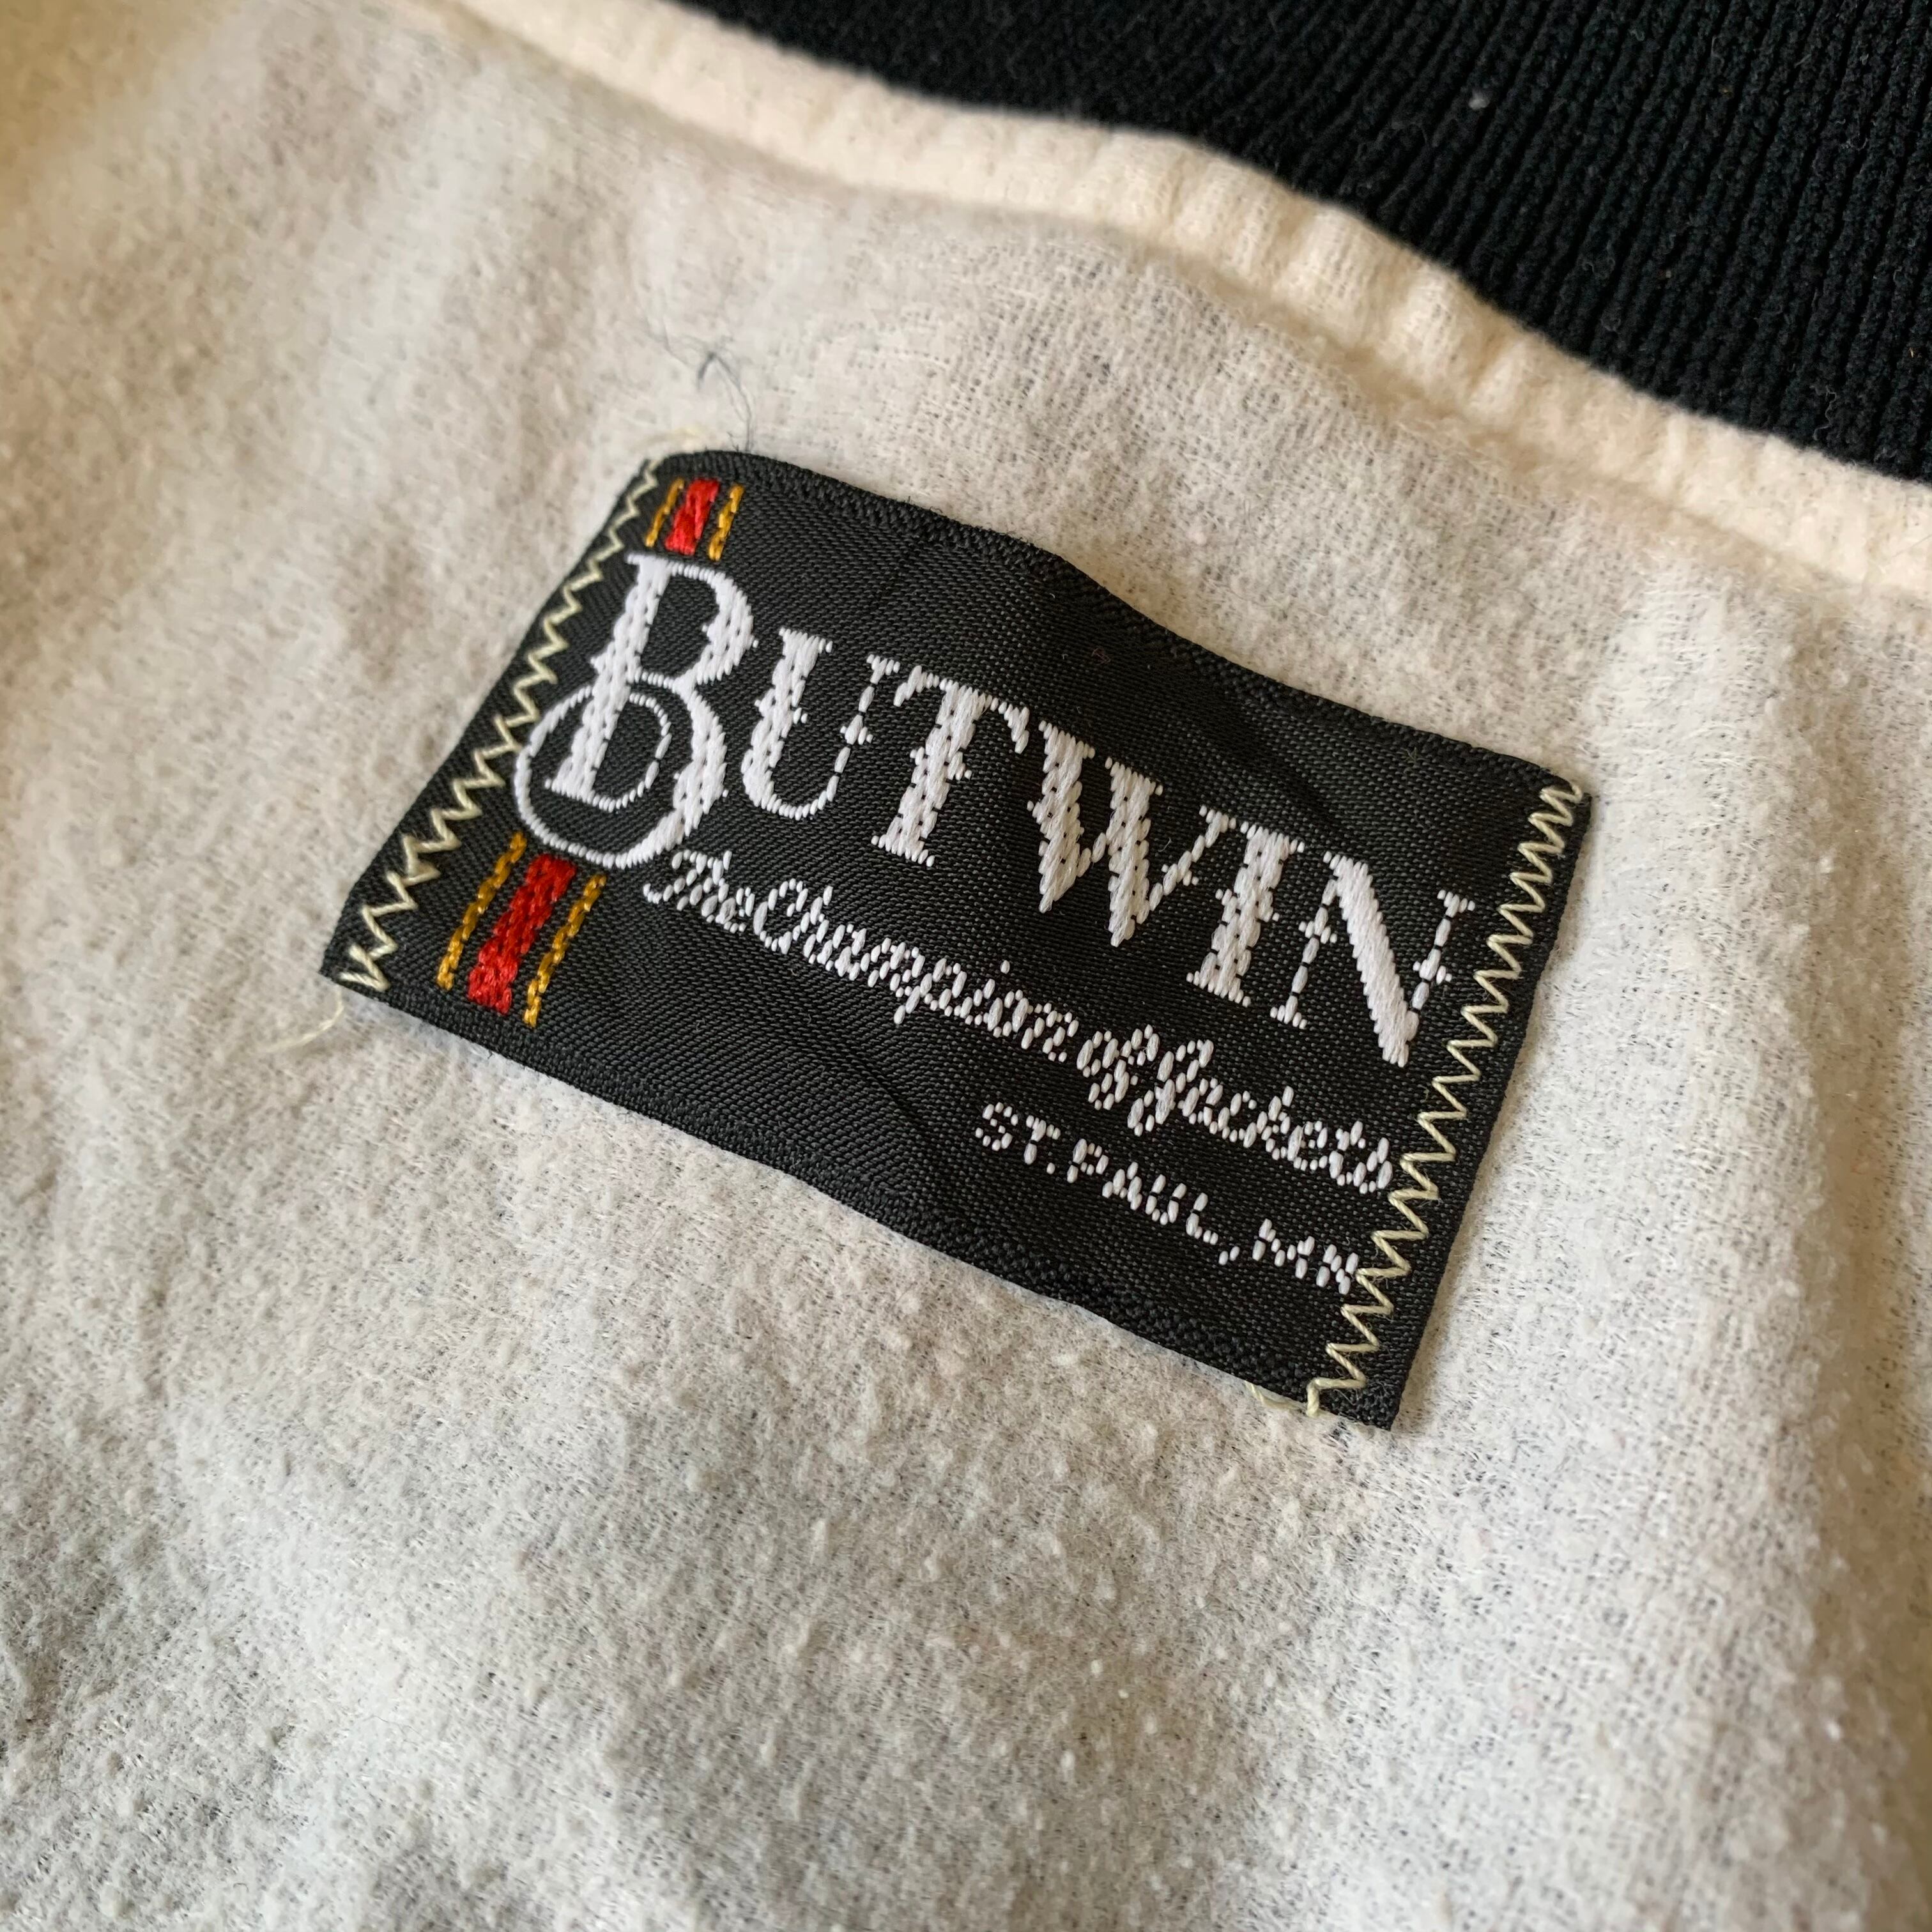 BUTWIN
The Champion of Jackets
ST. PAUL, MN